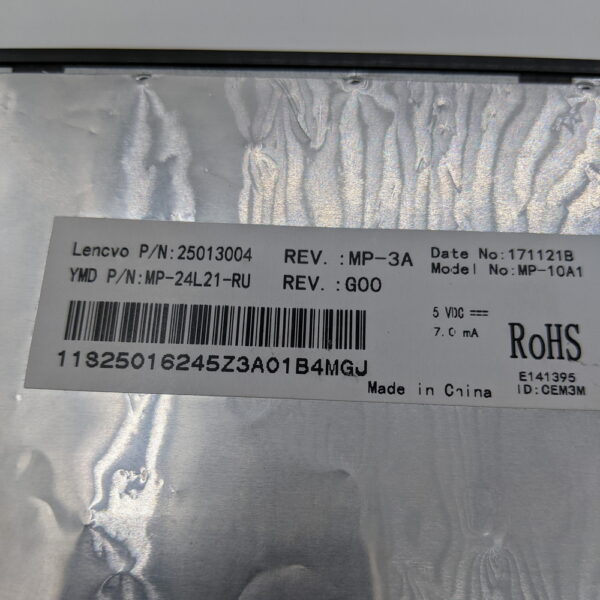 Lencvo P/N:25013004 REV. :MP-3A Date No:171121B
YMD P/N:MP-24L21-RU REV. :G00 Model No:MP-10A1
5 VDC
7.0 mA
RoHS
11S25016245Z3A01B4MGJ
E141395
Made in China ID:CEM3M